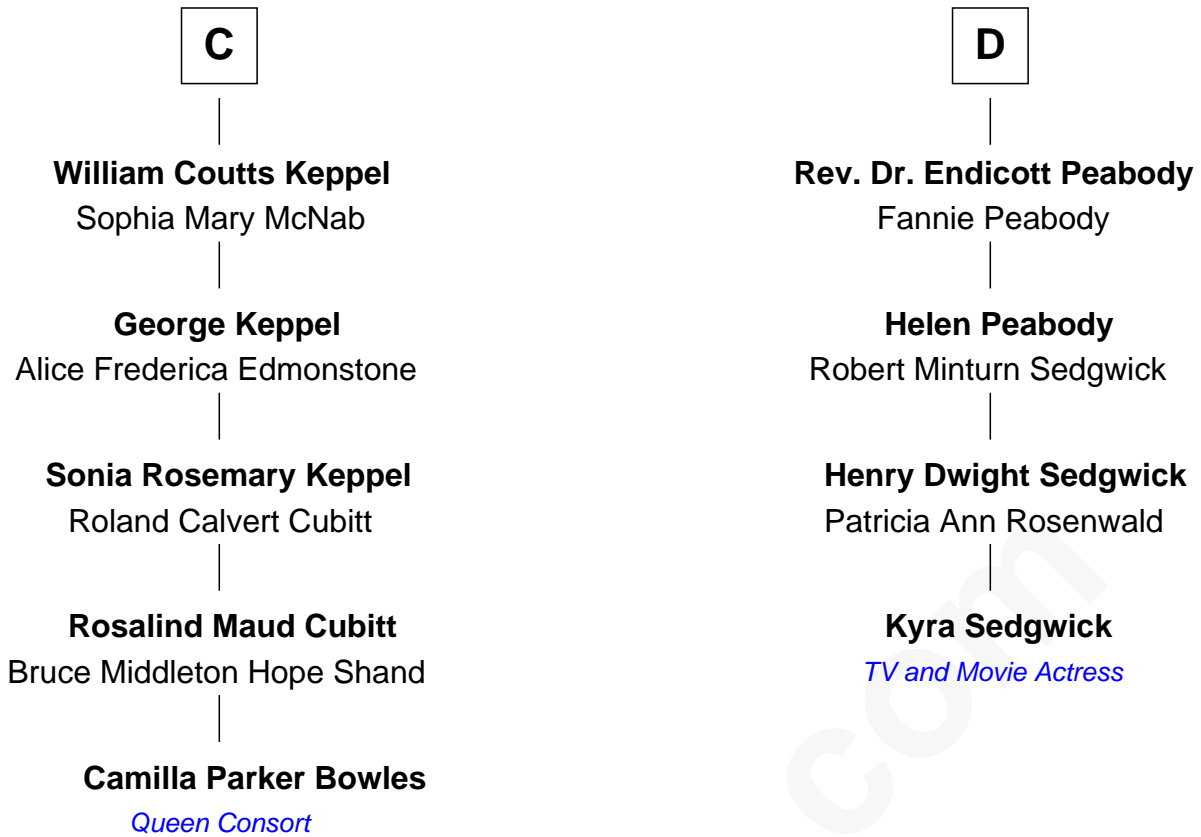 C
William Coutts Keppel
Sophia Mary McNab
George Keppel
Alice Frederica Edmonstone
Sonia Rosemary Keppel
Roland Calvert Cubitt
Rosalind Maud Cubitt
Bruce Middleton Hope Shand
Camilla Parker Bowles
Queen Consort
D
Rev. Dr. Endicott Peabody
Fannie Peabody
Helen Peabody
Robert Minturn Sedgwick
Henry Dwight Sedgwick
Patricia Ann Rosenwald
Kyra Sedgwick
TV and Movie Actress
com